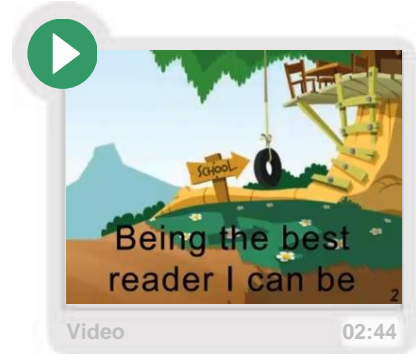 SCHOOL
Being the best
reader I can be
2
Video
02:44